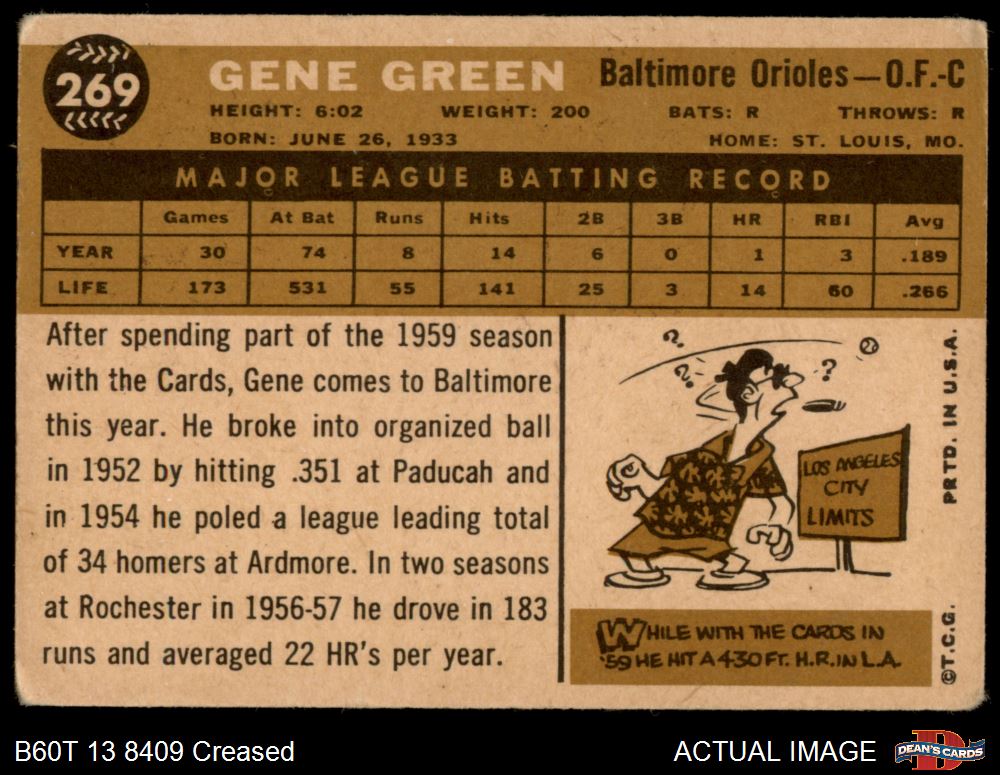 269
GENE GREEN Baltimore Orioles—O.F.-C
HEIGHT: 6:02 WEIGHT: 200 BATS: R THROWS: R
BORN: JUNE 26, 1933 HOME: ST. LOUIS, MO.
MAJOR LEAGUE BATTING RECORD
Games At Bat Runs Hits 2B 3B HR RBI Avg
YEAR 30 74 8 14 6 0 1 3 .189
LIFE 173 531 55 141 25 3 14 60 .266
After spending part of the 1959 season
with the Cards, Gene comes to Baltimore
this year. He broke into organized ball
in 1952 by hitting .351 at Paducah and
in 1954 he poled a league leading total
of 34 homers at Ardmore. In two seasons
at Rochester in 1956-57 he drove in 183
runs and averaged 22 HR's per year.
? ? ?
LOS ANGELES
CITY
LIMITS
WHILE WITH THE CARDS IN
'59 HE HIT A 430 FT. H.R. IN L.A.
PRTD. IN U.S.A.
©T.C.G.
B60T 13 8409 Creased ACTUAL IMAGE
D
DEAN'S CARDS